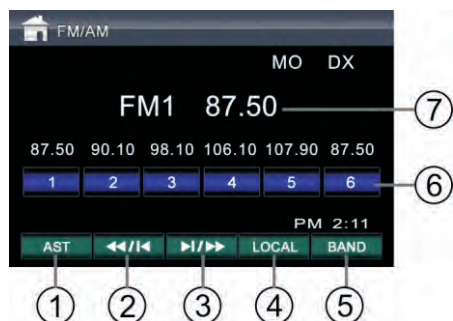 FM/AM
MO DX
FM1 87.50
7
87.50 90.10 98.10 106.10 107.90 87.50
1 2 3 4 5 6
6
PM 2:11
AST ◀◀/I◀ ▶I/▶▶ LOCAL BAND
1 2 3 4 5